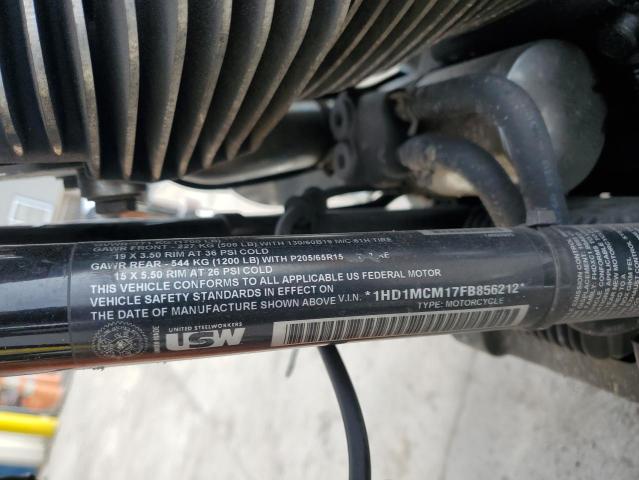 GAWR FRONT - 227 KG (500 LB) WITH 130/60B19 M/C 61H TIRE
19 X 3.50 RIM AT 36 PSI COLD
GAWR REAR - 544 KG (1200 LB) WITH P205/65R15
15 X 5.50 RIM AT 26 PSI COLD
THIS VEHICLE CONFORMS TO ALL APPLICABLE US FEDERAL MOTOR
VEHICLE SAFETY STANDARDS IN EFFECT ON
THE DATE OF MANUFACTURE SHOWN ABOVE V.I.N. *1HD1MCM17FB856212*
TYPE: MOTORCYCLE
UNITED STEELWORKERS
USW